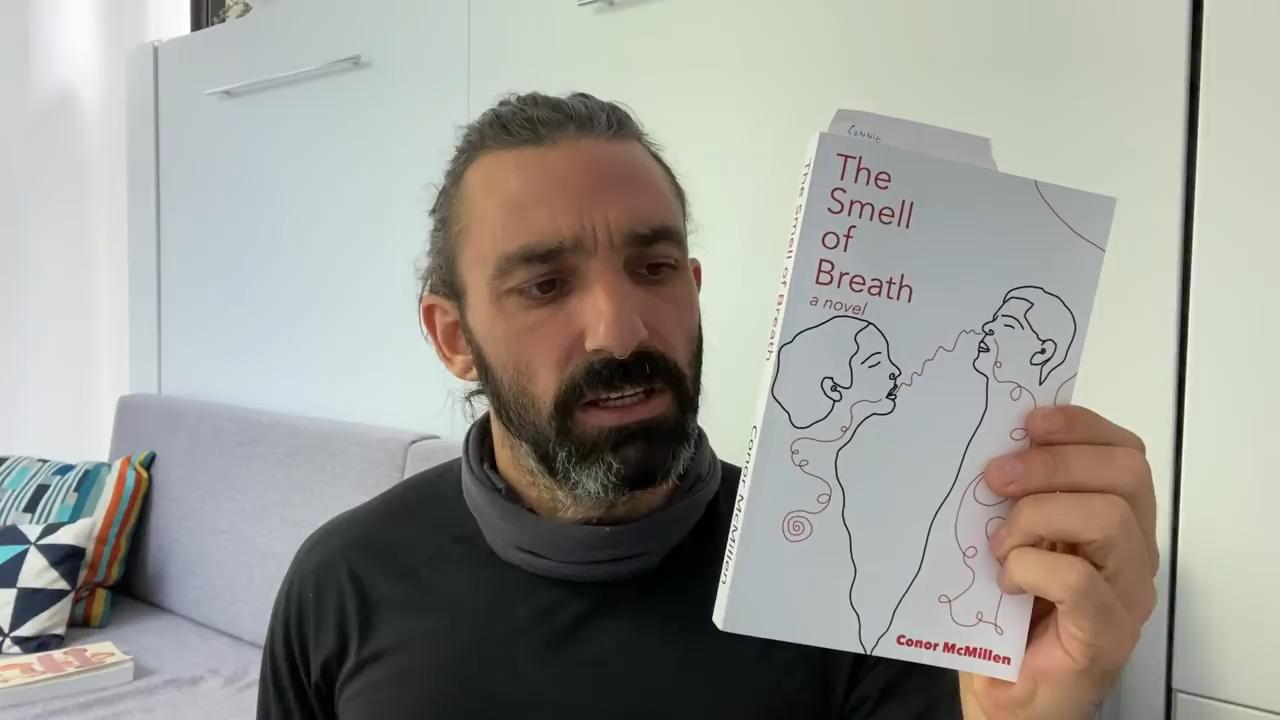 CONNIE
The
Smell
of
Breath
a novel
Conor McMillen
The Smell of Breath
Conor McMillen